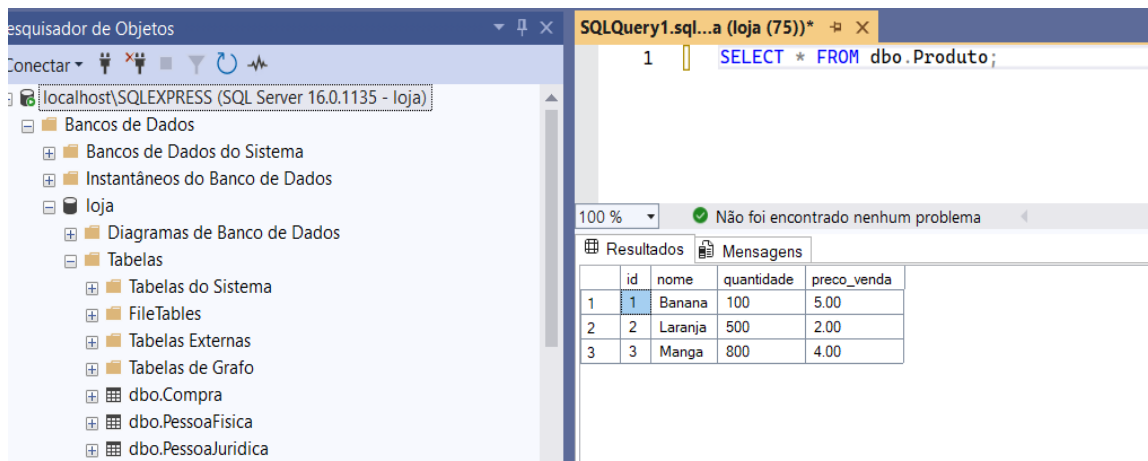 esquisador de Objetos
Conectar
localhost\SQLEXPRESS (SQL Server 16.0.1135 - loja)
Bancos de Dados
Bancos de Dados do Sistema
Instantâneos do Banco de Dados
loja
Diagramas de Banco de Dados
Tabelas
Tabelas do Sistema
FileTables
Tabelas Externas
Tabelas de Grafo
dbo.Compra
dbo.PessoaFisica
dbo.PessoaJuridica
SQLQuery1.sql...a (loja (75))*
1 SELECT * FROM dbo.Produto;
100 % Não foi encontrado nenhum problema
Resultados Mensagens
id nome quantidade preco_venda
1 1 Banana 100 5.00
2 2 Laranja 500 2.00
3 3 Manga 800 4.00